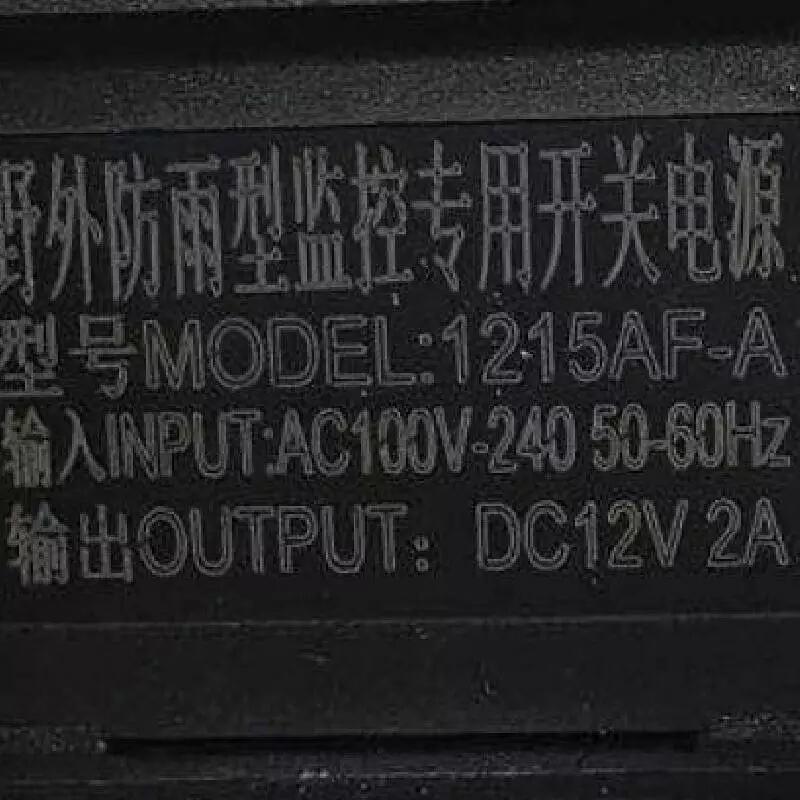 野外防雨型监控专用开关电源
型号MODEL:1215AF-A
输入INPUT:AC100V-240 50-60Hz
输出OUTPUT: DC12V 2A